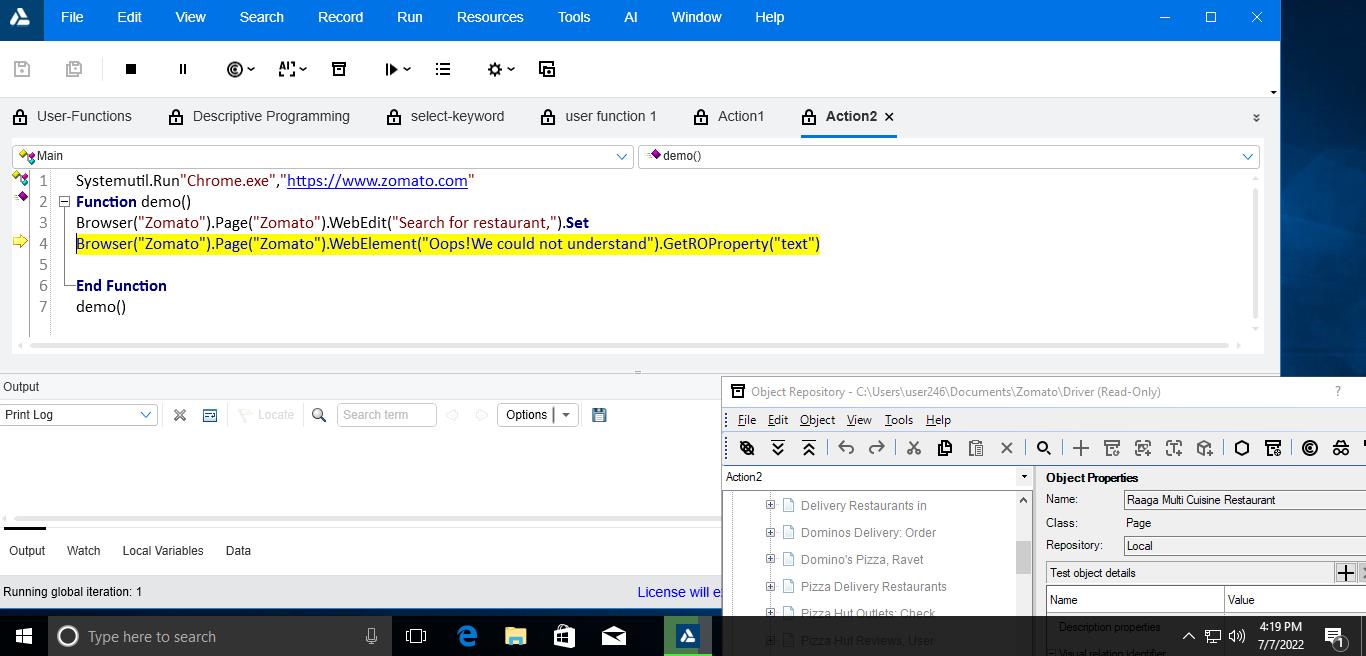 File Edit View Search Record Run Resources Tools AI Window Help
User-Functions Descriptive Programming select-keyword user function 1 Action1 Action2
Main demo()
1 Systemutil.Run"Chrome.exe","https://www.zomato.com"
2 Function demo()
3 Browser("Zomato").Page("Zomato").WebEdit("Search for restaurant,").Set
4 Browser("Zomato").Page("Zomato").WebElement("Oops!We could not understand").GetROProperty("text")
5
6 End Function
7 demo()
Output
Print Log Locate Search term Options
Output Watch Local Variables Data
Running global iteration: 1 License will e
Object Repository - C:\Users\user246\Documents\Zomato\Driver (Read-Only) ?
File Edit Object View Tools Help
Action2
Delivery Restaurants in
Dominos Delivery: Order
Domino's Pizza, Ravet
Pizza Delivery Restaurants
Pizza Hut Outlets: Check
Pizza Hut Reviews, User
Object Properties
Name: Raaga Multi Cuisine Restaurant
Class: Page
Repository: Local
Test object details
Name Value
Description properties
Visual relation identifier
Type here to search
4:19 PM
7/7/2022
1